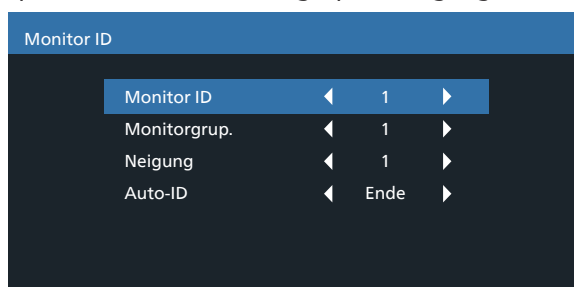 Monitor ID
Monitor ID 1
Monitorgrup. 1
Neigung 1
Auto-ID Ende